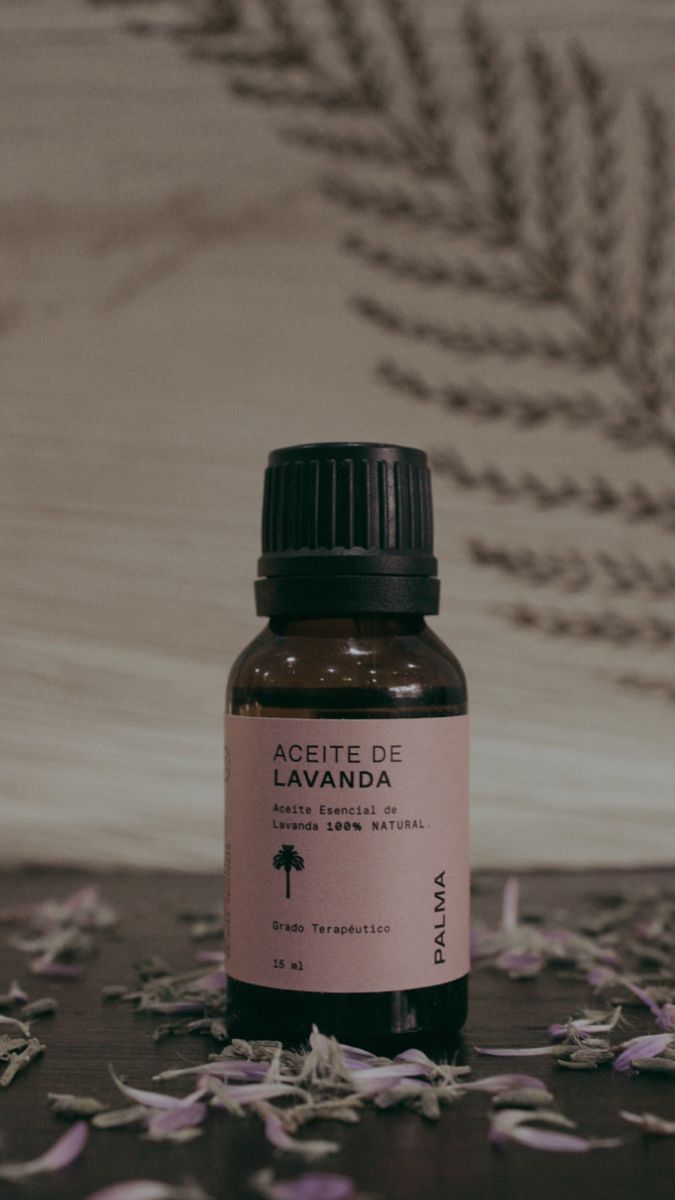 ACEITE DE
LAVANDA
Aceite Esencial de
Lavanda 100% NATURAL.
Grado Terapéutico
15 ml
PALMA